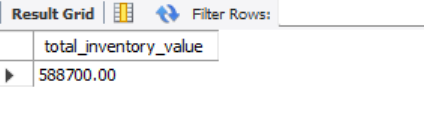 Result Grid Filter Rows:
total_inventory_value
588700.00